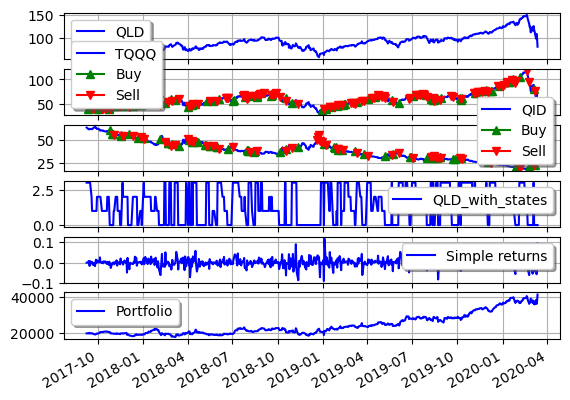 150
100
QLD
100
50
TQQQ
Buy
Sell
50
25
QID
Buy
Sell
2.5
0.0
QLD_with_states
0.1
0.0
−0.1
Simple returns
40000
20000
Portfolio
2017-10
2018-01
2018-04
2018-07
2018-10
2019-01
2019-04
2019-07
2019-10
2020-01
2020-04